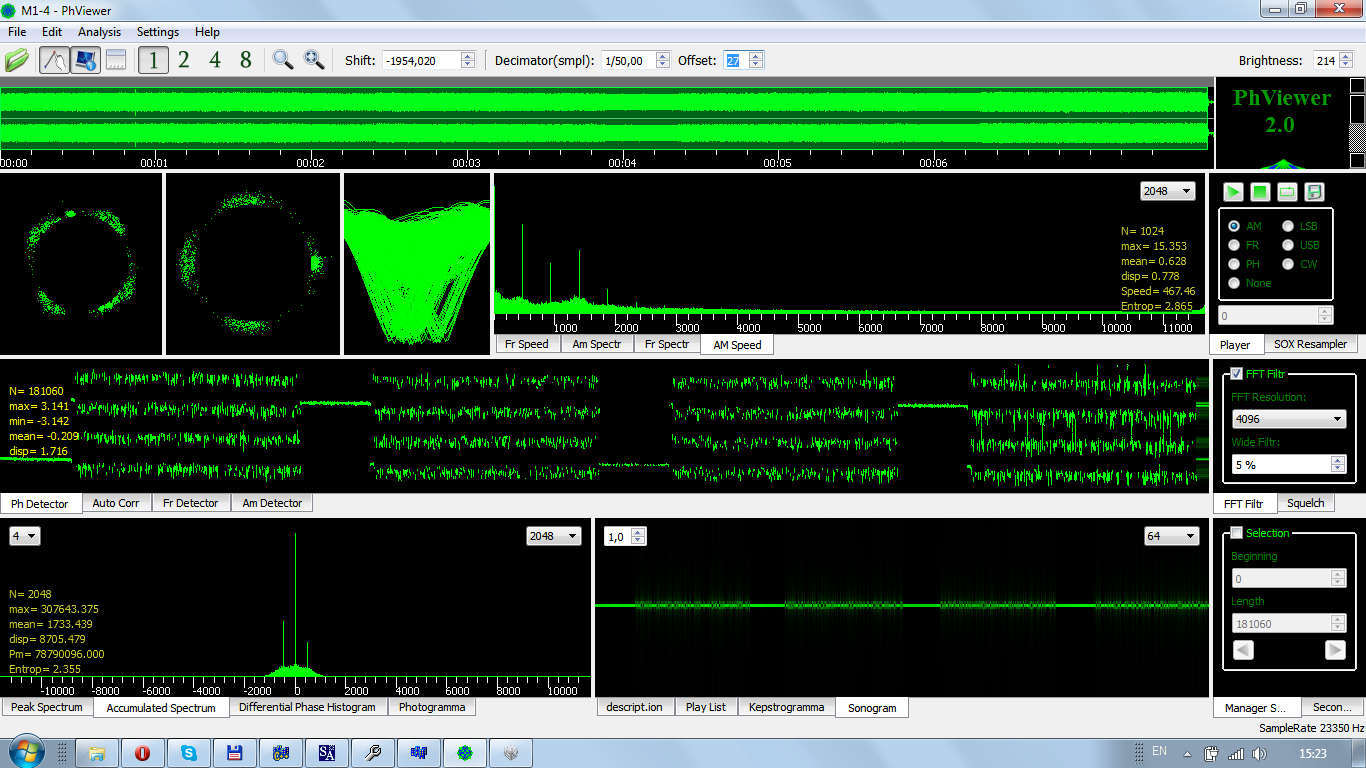 M1-4 - PhViewer
File Edit Analysis Settings Help
1 2 4 8 Shift: -1954,020 Decimator(smpl): 1/50,00 Offset: 27 Brightness: 214
PhViewer
2.0
00:00 00:01 00:02 00:03 00:04 00:05 00:06
2048
N= 1024
max= 15.353
mean= 0.628
disp= 0.778
Speed= 467.46
Entrop= 2.865
1000 2000 3000 4000 5000 6000 7000 8000 9000 10000 11000
Fr Speed Am Spectr Fr Spectr AM Speed
AM LSB
FR USB
PH CW
None
0
Player SOX Resampler
N= 181060
max= 3.141
min= -3.142
mean= -0.209
disp= 1.716
Ph Detector Auto Corr Fr Detector Am Detector
FFT Filtr
FFT Resolution:
4096
Wide Filtr:
5 %
FFT Filtr Squelch
4 2048
N= 2048
max= 307643.375
mean= 1733.439
disp= 8705.479
Pm= 78790096.000
Entrop= 2.355
-10000 -8000 -6000 -4000 -2000 0 2000 4000 6000 8000 10000
Peak Spectrum Accumulated Spectrum Differential Phase Histogram Photogramma
1,0 64
descript.ion Play List Kepstrogramma Sonogram
Selection
Beginning
0
Length
181060
Manager S... Secon...
SampleRate 23350 Hz
SA
EN 15:23